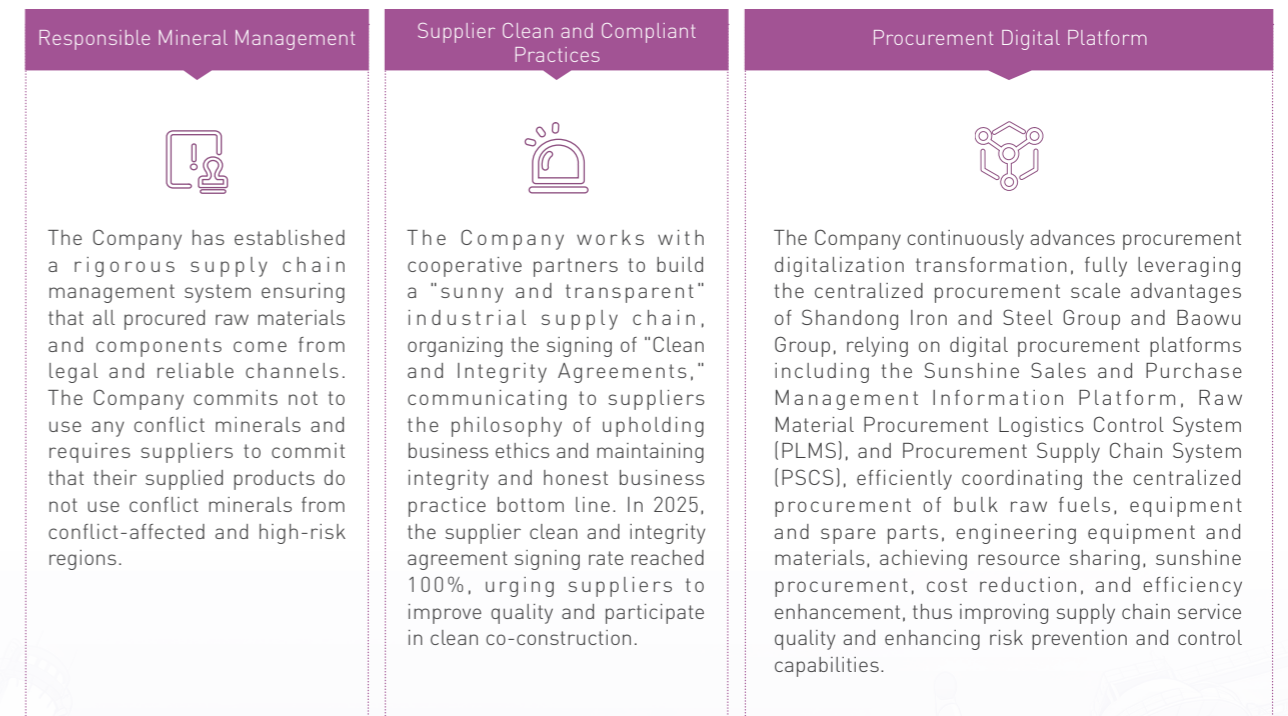 Responsible Mineral Management
The Company has established
a rigorous supply chain
management system ensuring
that all procured raw materials
and components come from
legal and reliable channels.
The Company commits not to
use any conflict minerals and
requires suppliers to commit
that their supplied products do
not use conflict minerals from
conflict-affected and high-risk
regions.
Supplier Clean and Compliant
Practices
The Company works with
cooperative partners to build
a "sunny and transparent"
industrial supply chain,
organizing the signing of "Clean
and Integrity Agreements,"
communicating to suppliers
the philosophy of upholding
business ethics and maintaining
integrity and honest business
practice bottom line. In 2025,
the supplier clean and integrity
agreement signing rate reached
100%, urging suppliers to
improve quality and participate
in clean co-construction.
Procurement Digital Platform
The Company continuously advances procurement
digitalization transformation, fully leveraging
the centralized procurement scale advantages
of Shandong Iron and Steel Group and Baowu
Group, relying on digital procurement platforms
including the Sunshine Sales and Purchase
Management Information Platform, Raw
Material Procurement Logistics Control System
(PLMS), and Procurement Supply Chain System
(PSCS), efficiently coordinating the centralized
procurement of bulk raw fuels, equipment
and spare parts, engineering equipment and
materials, achieving resource sharing, sunshine
procurement, cost reduction, and efficiency
enhancement, thus improving supply chain service
quality and enhancing risk prevention and control
capabilities.